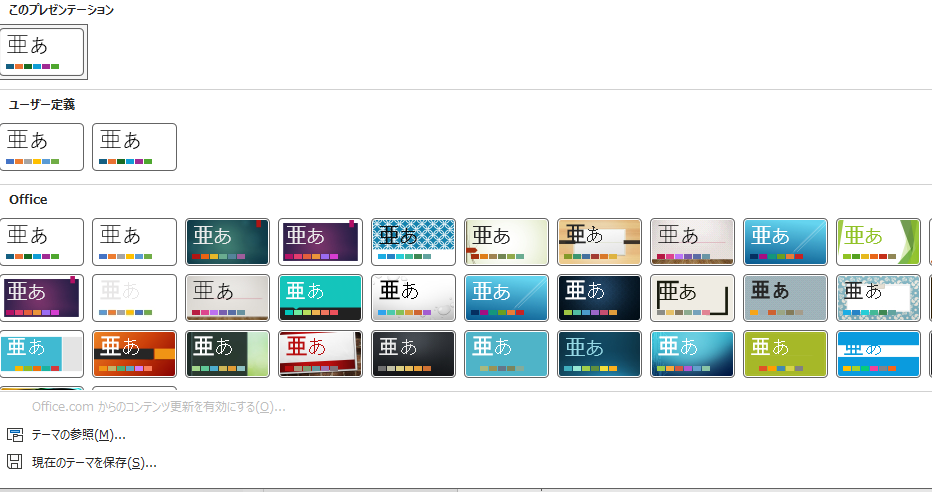 このプレゼンテーション
亜あ
ユーザー定義
亜あ 亜あ
Office
亜あ 亜あ 亜あ 亜あ 亜あ 亜あ 亜あ 亜あ 亜あ 亜あ
亜あ 亜あ 亜あ 亜あ 亜あ 亜あ 亜あ 亜あ 亜あ 亜あ
亜あ 亜あ 亜あ 亜あ 亜あ 亜あ 亜あ 亜あ 亜あ 亜あ
Office.com からのコンテンツ更新を有効にする(O)...
テーマの参照(M)...
現在のテーマを保存(S)...